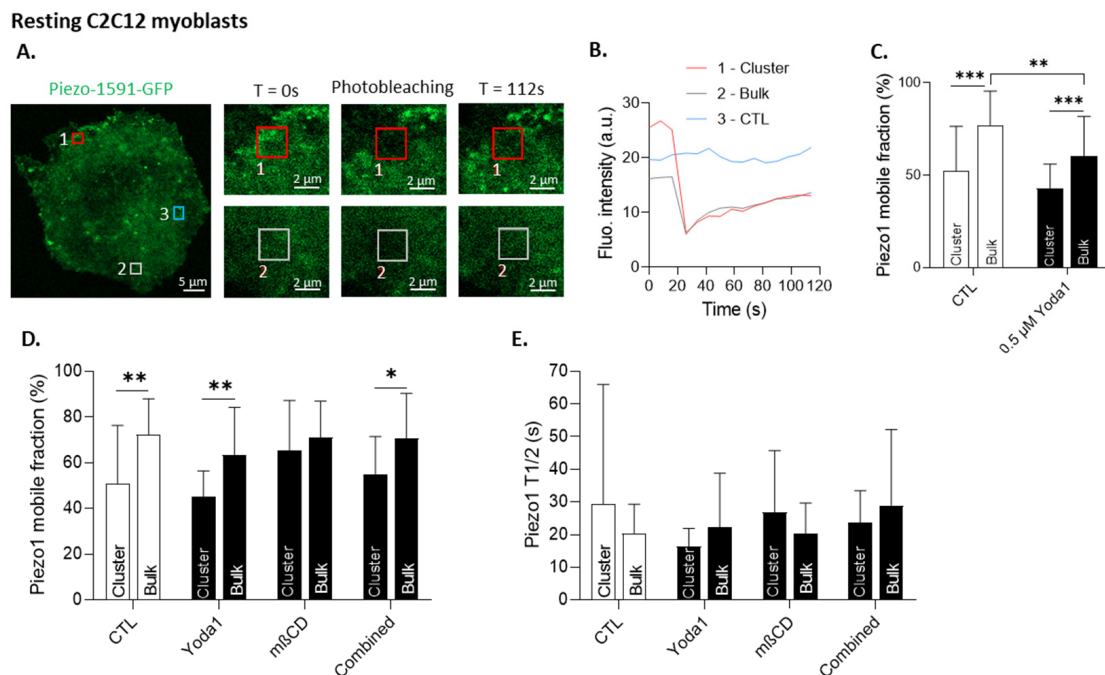 Resting C2C12 myoblasts
A.
Piezo-1591-GFP
1
3
2
5 µm
T = 0s
Photobleaching
T = 112s
1
2 µm
1
2 µm
1
2 µm
2
2 µm
2
2 µm
2
2 µm
B.
1 - Cluster
2 - Bulk
3 - CTL
Fluo. intensity (a.u.)
30
20
10
0
0 20 40 60 80 100 120
Time (s)
C.
Piezo1 mobile fraction (%)
100
50
0
***
**
***
Cluster
Bulk
Cluster
Bulk
CTL
0.5 µM Yoda1
D.
Piezo1 mobile fraction (%)
100
80
60
40
20
0
**
**
*
Cluster
Bulk
Cluster
Bulk
Cluster
Bulk
Cluster
Bulk
CTL
Yoda1
mßCD
Combined
E.
Piezo1 T1/2 (s)
70
60
50
40
30
20
10
0
Cluster
Bulk
Cluster
Bulk
Cluster
Bulk
Cluster
Bulk
CTL
Yoda1
mßCD
Combined